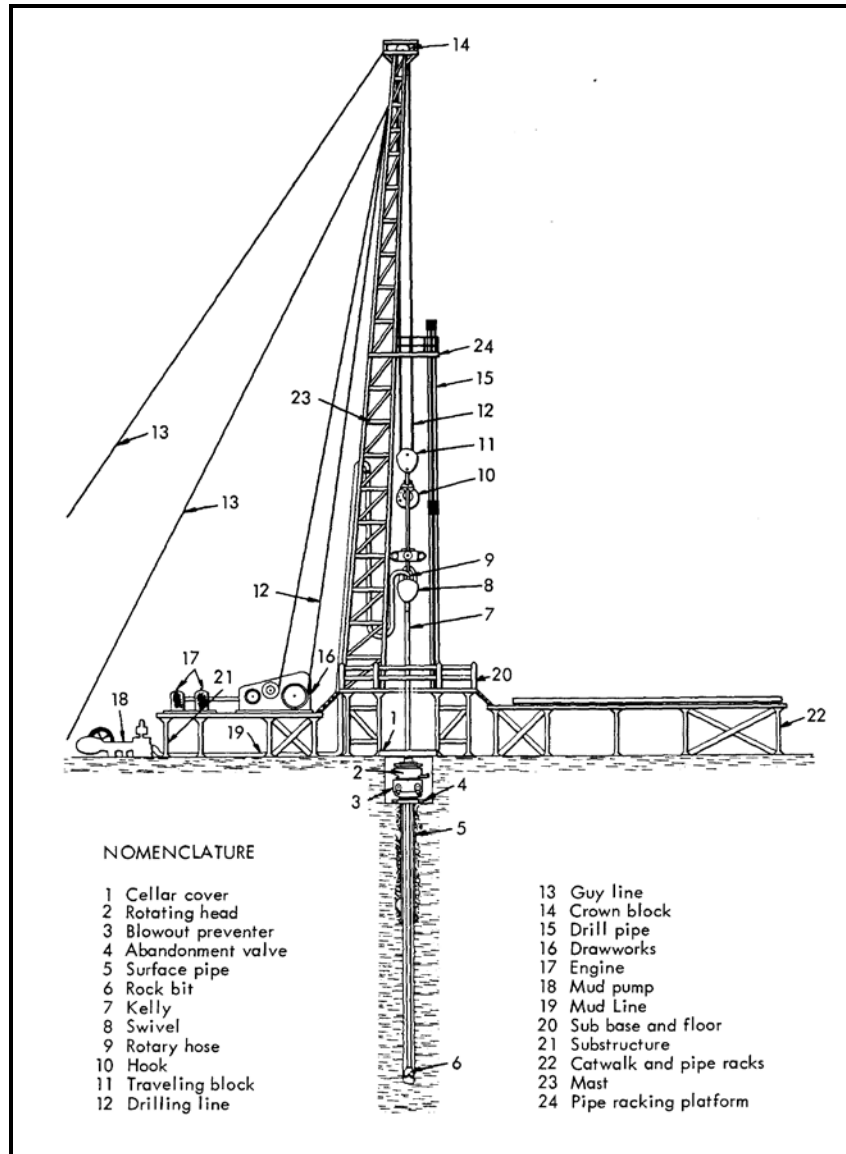 14
24
15
23
12
11
13
10
13
9
8
12
7
17
21
16
20
18
19
1
22
2
3
4
5
NOMENCLATURE
1 Cellar cover
2 Rotating head
3 Blowout preventer
4 Abandonment valve
5 Surface pipe
6 Rock bit
7 Kelly
8 Swivel
9 Rotary hose
10 Hook
11 Traveling block
12 Drilling line
6
13 Guy line
14 Crown block
15 Drill pipe
16 Drawworks
17 Engine
18 Mud pump
19 Mud Line
20 Sub base and floor
21 Substructure
22 Catwalk and pipe racks
23 Mast
24 Pipe racking platform